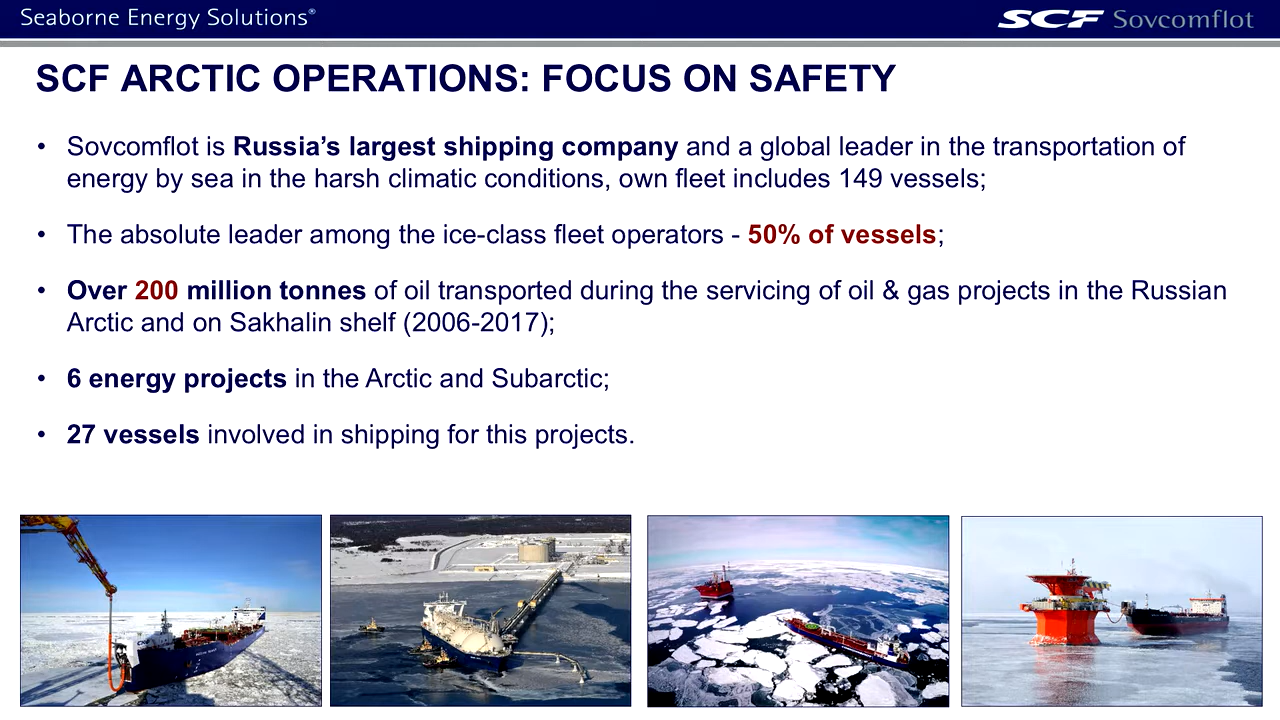 Seaborne Energy Solutions®
SCF Sovcomflot
SCF ARCTIC OPERATIONS: FOCUS ON SAFETY
• Sovcomflot is Russia's largest shipping company and a global leader in the transportation of
energy by sea in the harsh climatic conditions, own fleet includes 149 vessels;
• The absolute leader among the ice-class fleet operators - 50% of vessels;
• Over 200 million tonnes of oil transported during the servicing of oil & gas projects in the Russian
Arctic and on Sakhalin shelf (2006-2017);
• 6 energy projects in the Arctic and Subarctic;
• 27 vessels involved in shipping for this projects.